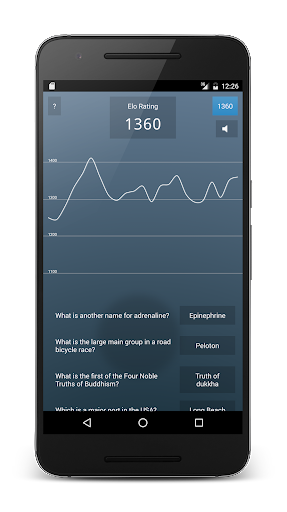 12:26
?
Elo Rating
1360
1360
1400
1300
1200
1100
What is another name for adrenaline?
Epinephrine
What is the large main group in a road
bicycle race?
Peloton
What is the first of the Four Noble
Truths of Buddhism?
Truth of
dukkha
Which is a major port in the USA?
Long Beach